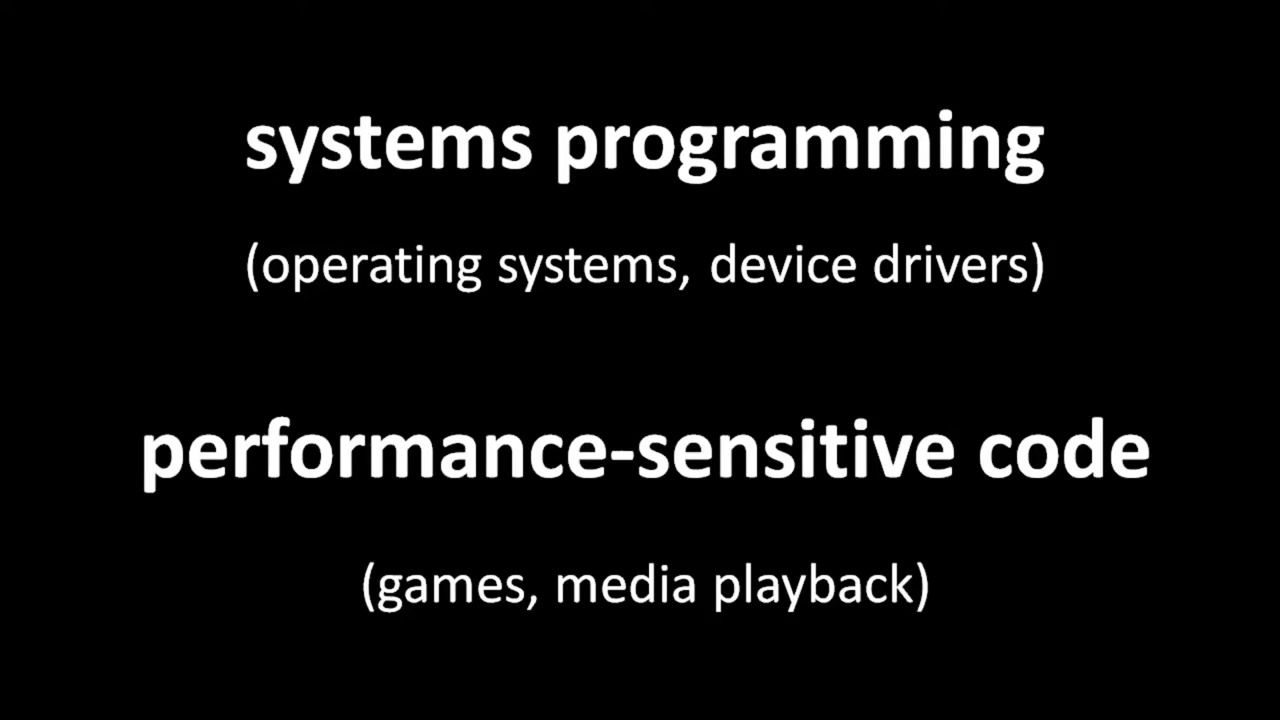 systems programming
(operating systems, device drivers)
performance-sensitive code
(games, media playback)